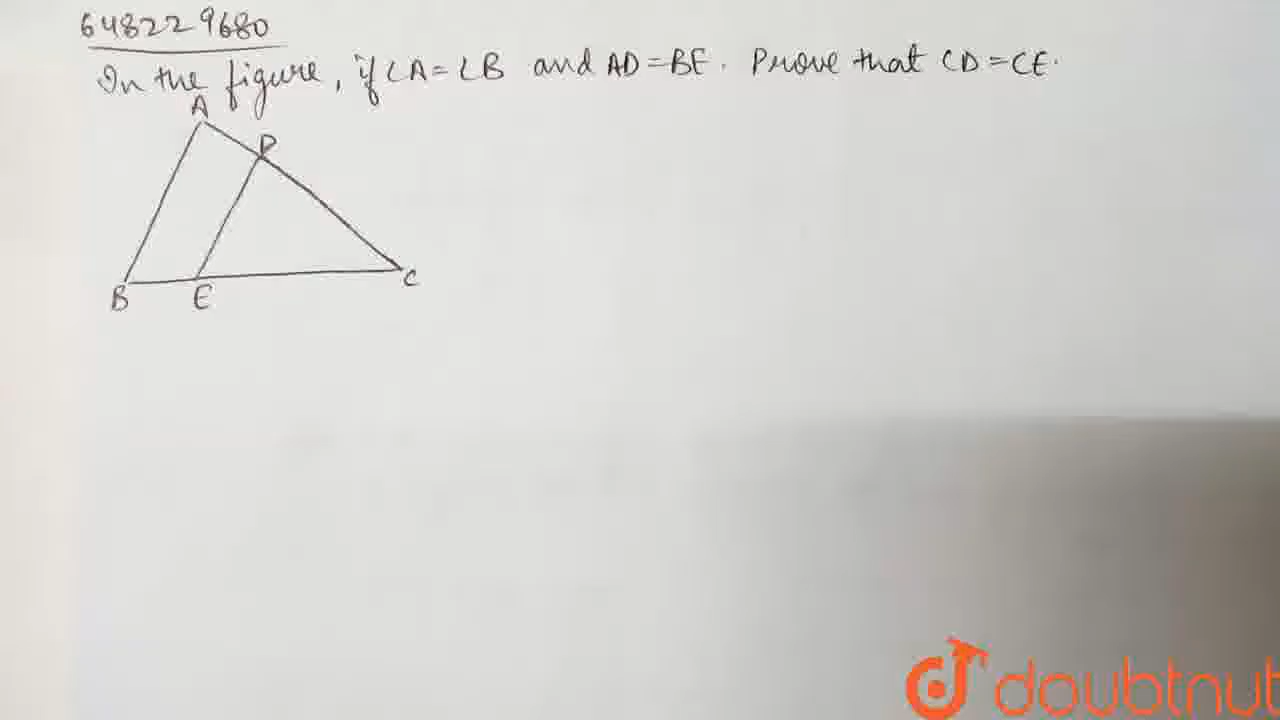 648229680
In the figure, if ∠A = ∠B and AD = BE. Prove that CD = CE.
A
D
B E C
doubtnut